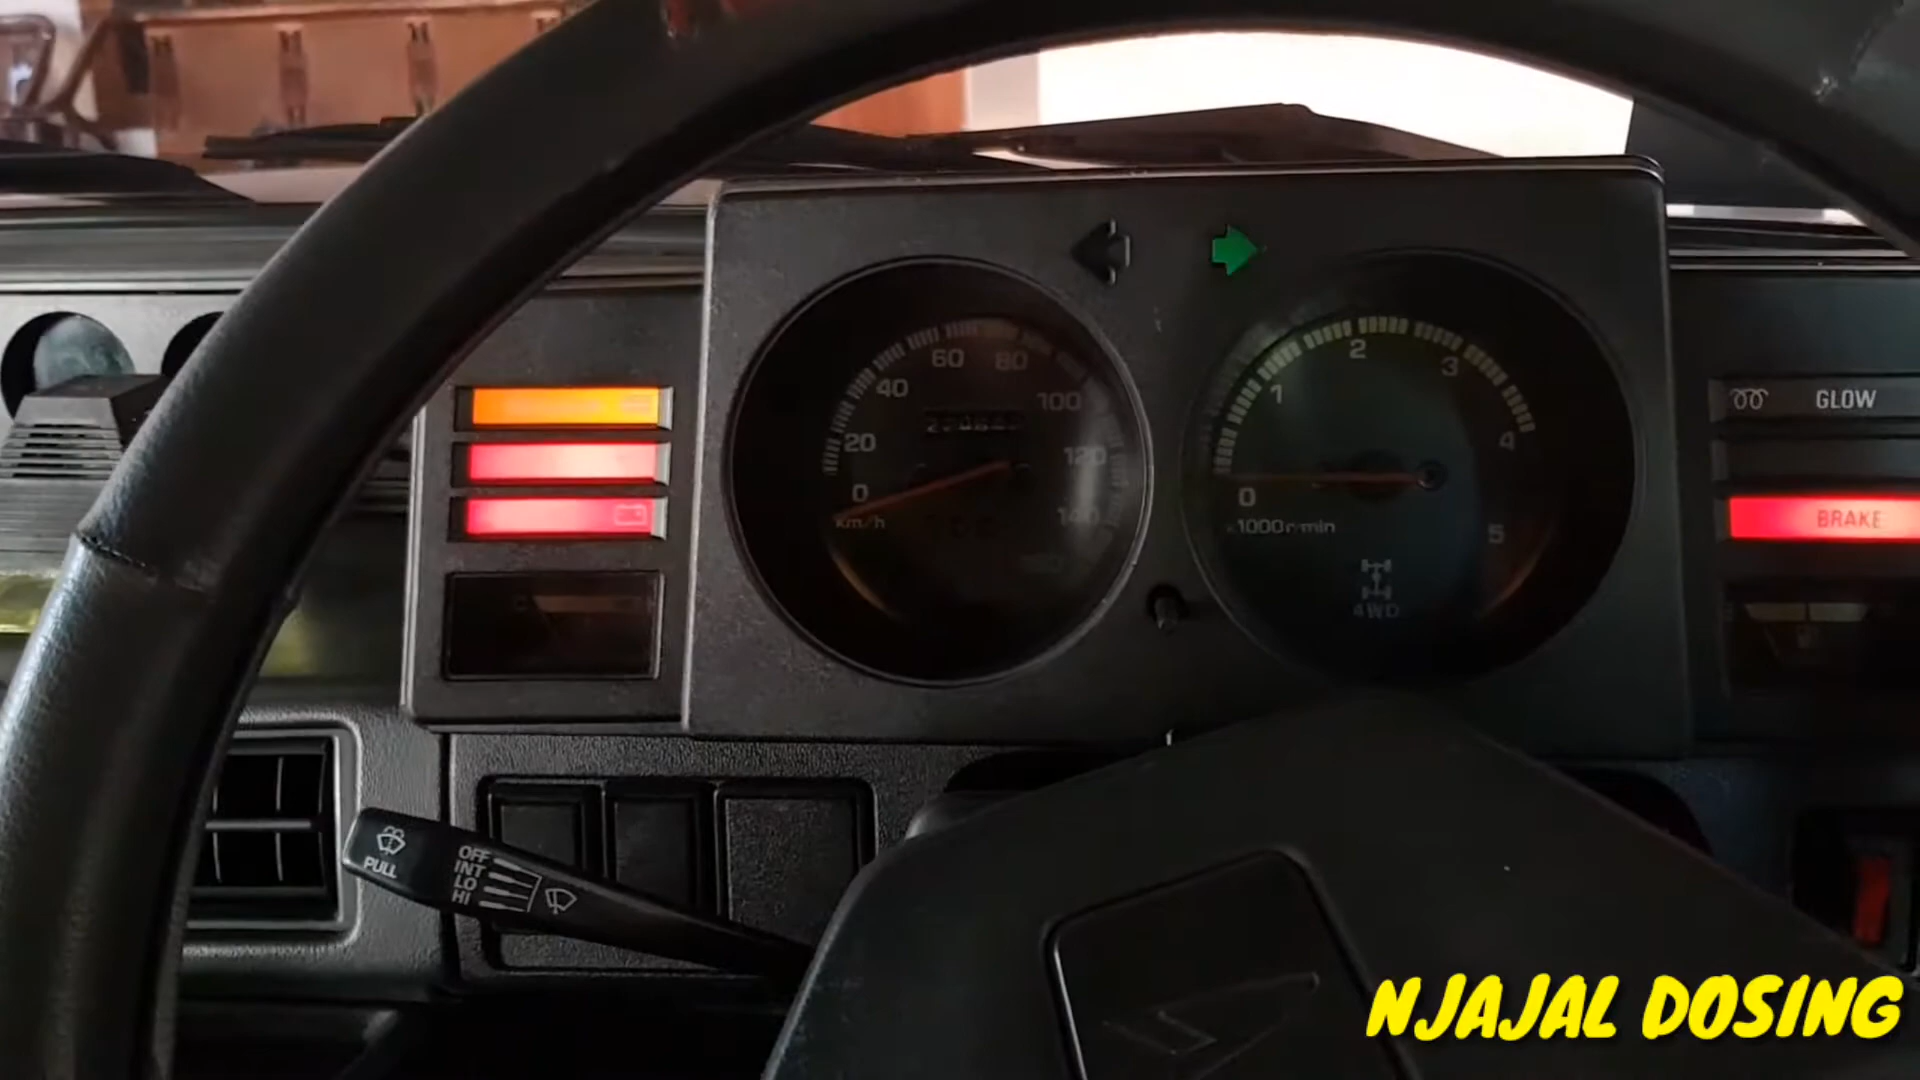 60
80
40
100
20
120
0
km/h
140
2
1
3
4
0
x1000r/min
5
4WD
GLOW
BRAKE
PULL
OFF
INT
LO
HI
NJAJAL DOSING